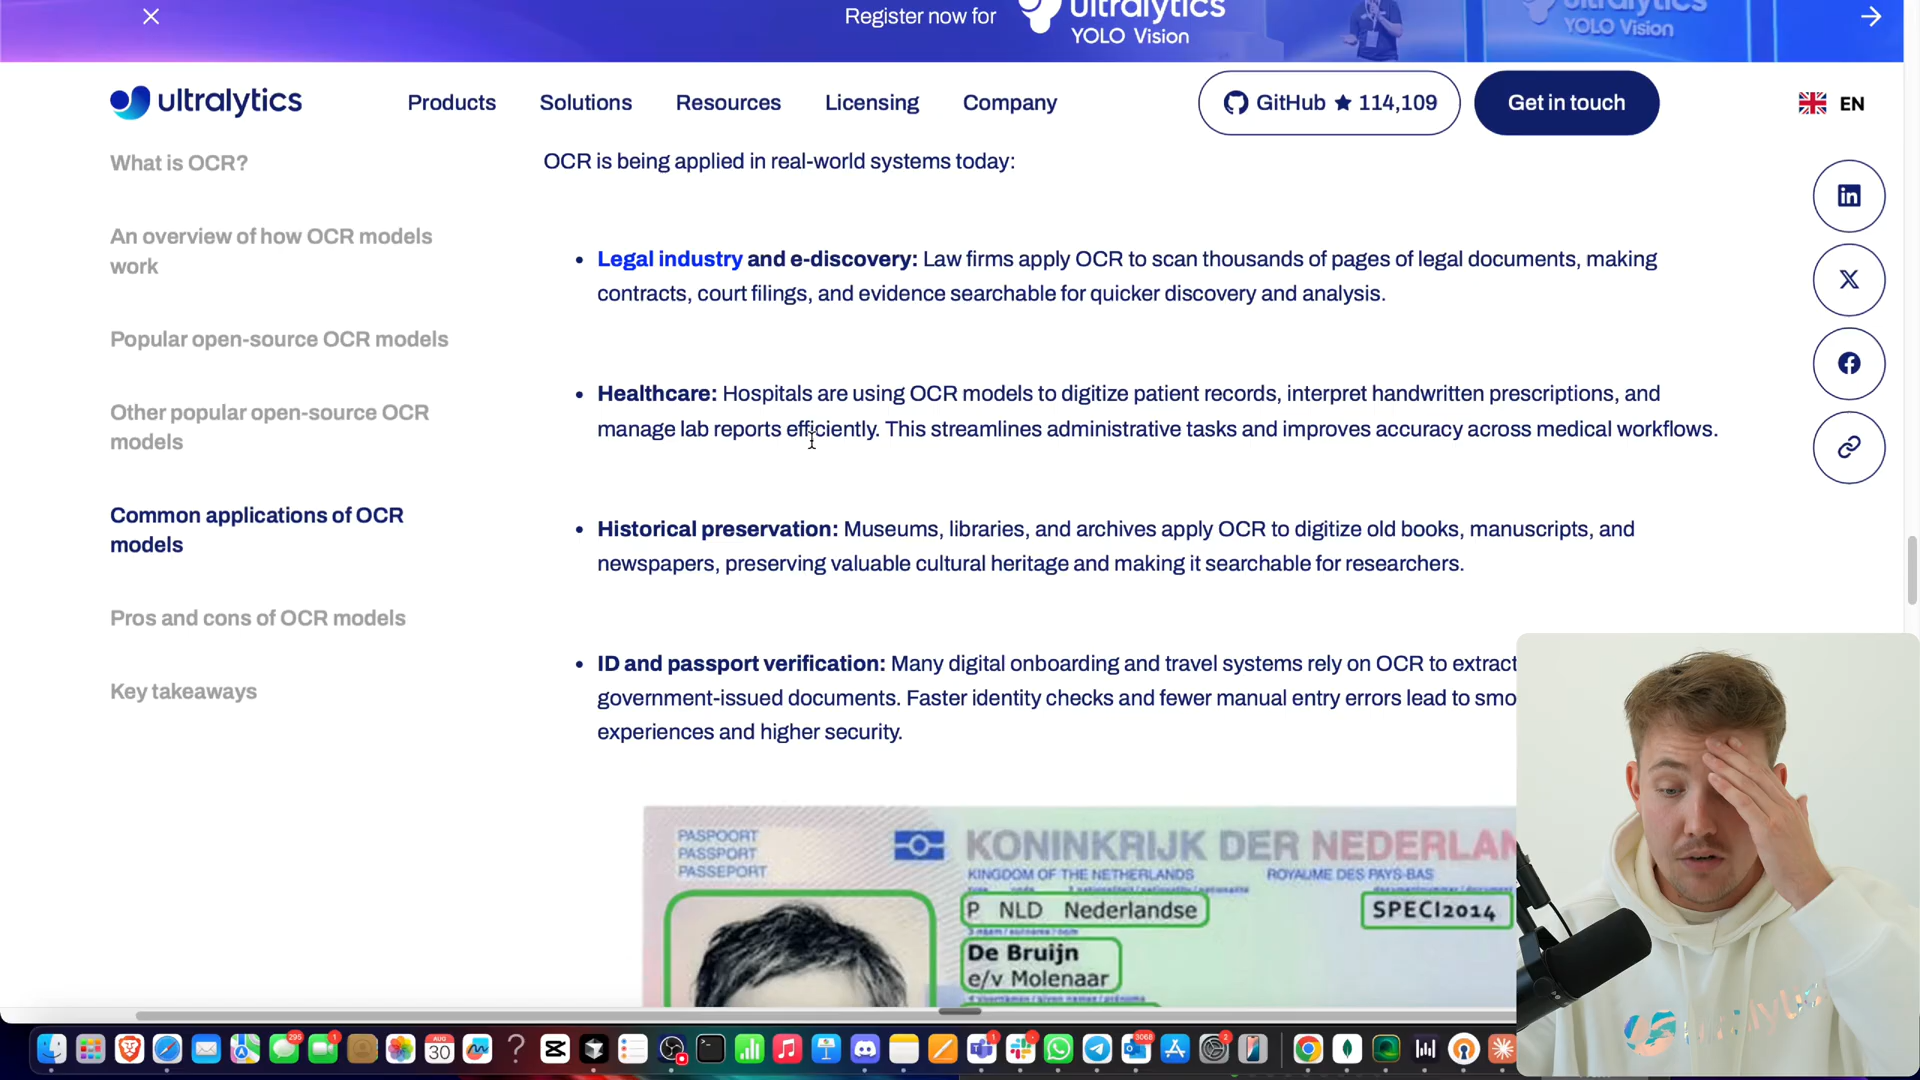 Register now for
ultralytics
YOLO Vision
YOLO Vision
ultralytics
Products
Solutions
Resources
Licensing
Company
GitHub ★ 114,109
Get in touch
EN
What is OCR?
An overview of how OCR models
work
Popular open-source OCR models
Other popular open-source OCR
models
Common applications of OCR
models
Pros and cons of OCR models
Key takeaways
OCR is being applied in real-world systems today:
• Legal industry and e-discovery: Law firms apply OCR to scan thousands of pages of legal documents, making
contracts, court filings, and evidence searchable for quicker discovery and analysis.
• Healthcare: Hospitals are using OCR models to digitize patient records, interpret handwritten prescriptions, and
manage lab reports efficiently. This streamlines administrative tasks and improves accuracy across medical workflows.
• Historical preservation: Museums, libraries, and archives apply OCR to digitize old books, manuscripts, and
newspapers, preserving valuable cultural heritage and making it searchable for researchers.
• ID and passport verification: Many digital onboarding and travel systems rely on OCR to extract
government-issued documents. Faster identity checks and fewer manual entry errors lead to smo
experiences and higher security.
PASPOORT
PASSPORT
PASSEPORT
KONINKRIJK DER NEDERLAN
KINGDOM OF THE NETHERLANDS
ROYAUME DES PAYS-BAS
P NLD Nederlandse
SPECI2014
De Bruijn
e/v Molenaar
295
1
AUG
30
1
3068
2